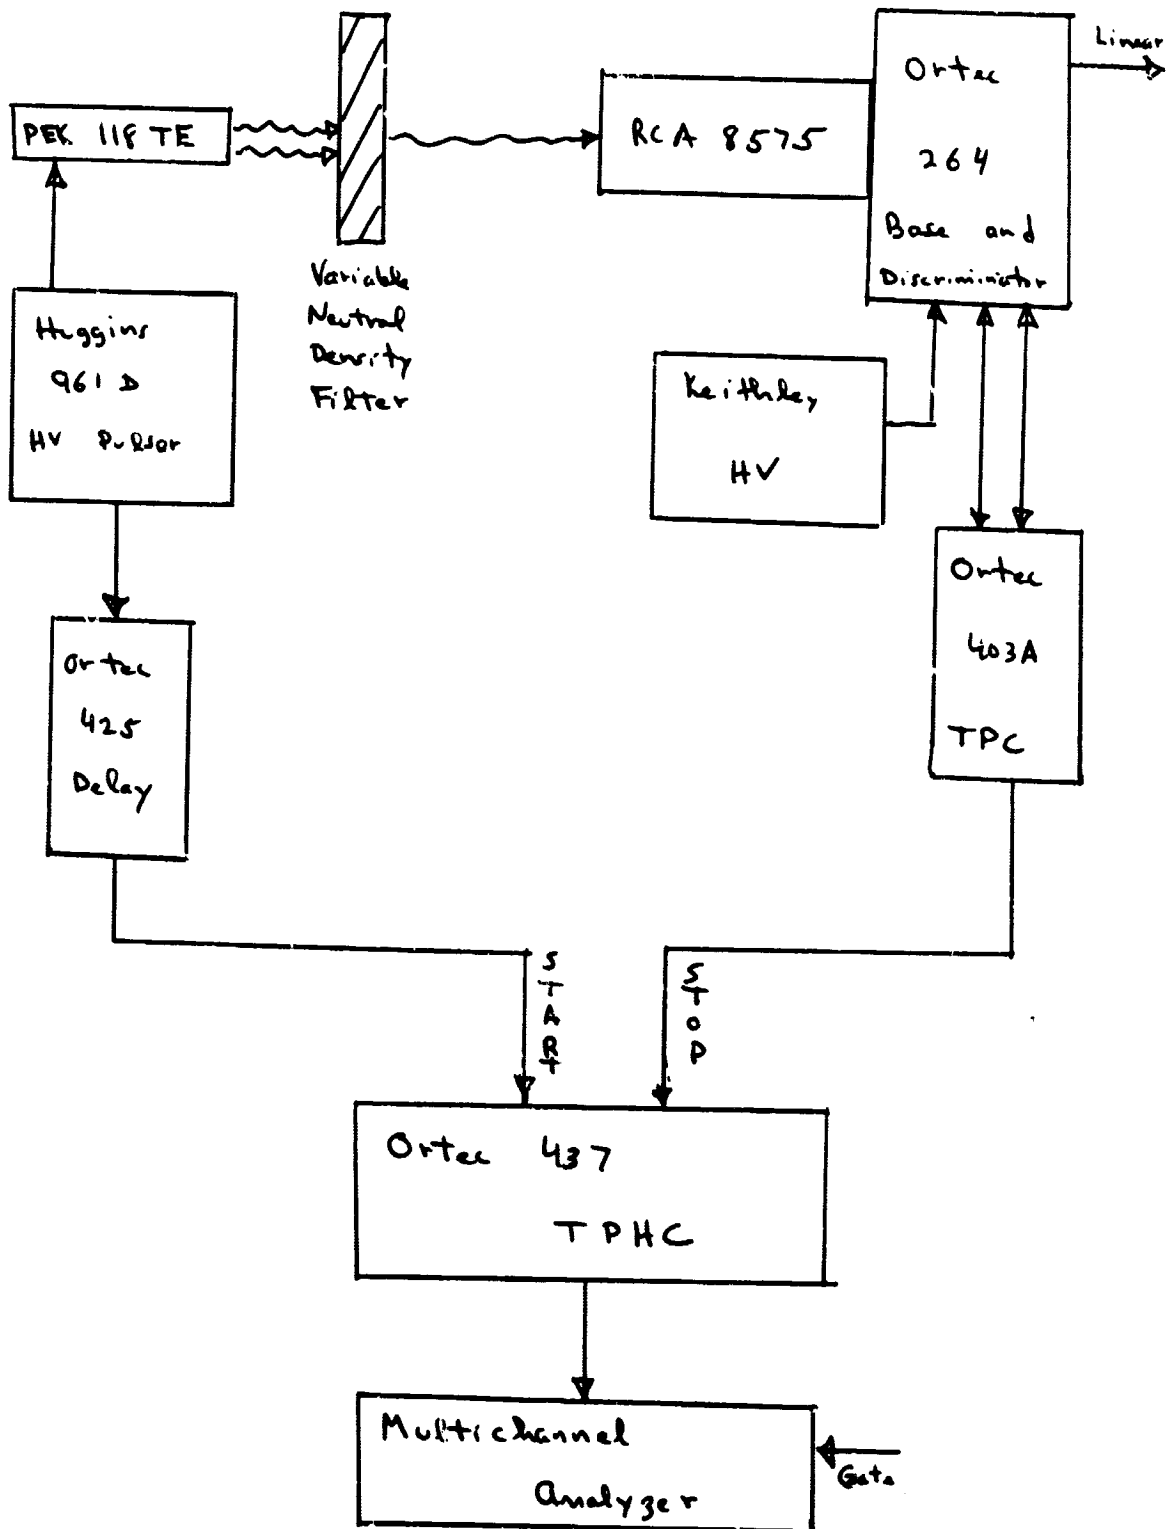 Linear
Ortec
264
Base and
Discriminator
RCA 8575
PEK 118 TE
Variable
Neutral
Density
Filter
Huggins
961 D
HV Pulsor
Keithley
HV
Ortec
403A
TPC
Ortec
425
Delay
START
STOP
Ortec 437
TPHC
Multichannel
Analyzer
Gate